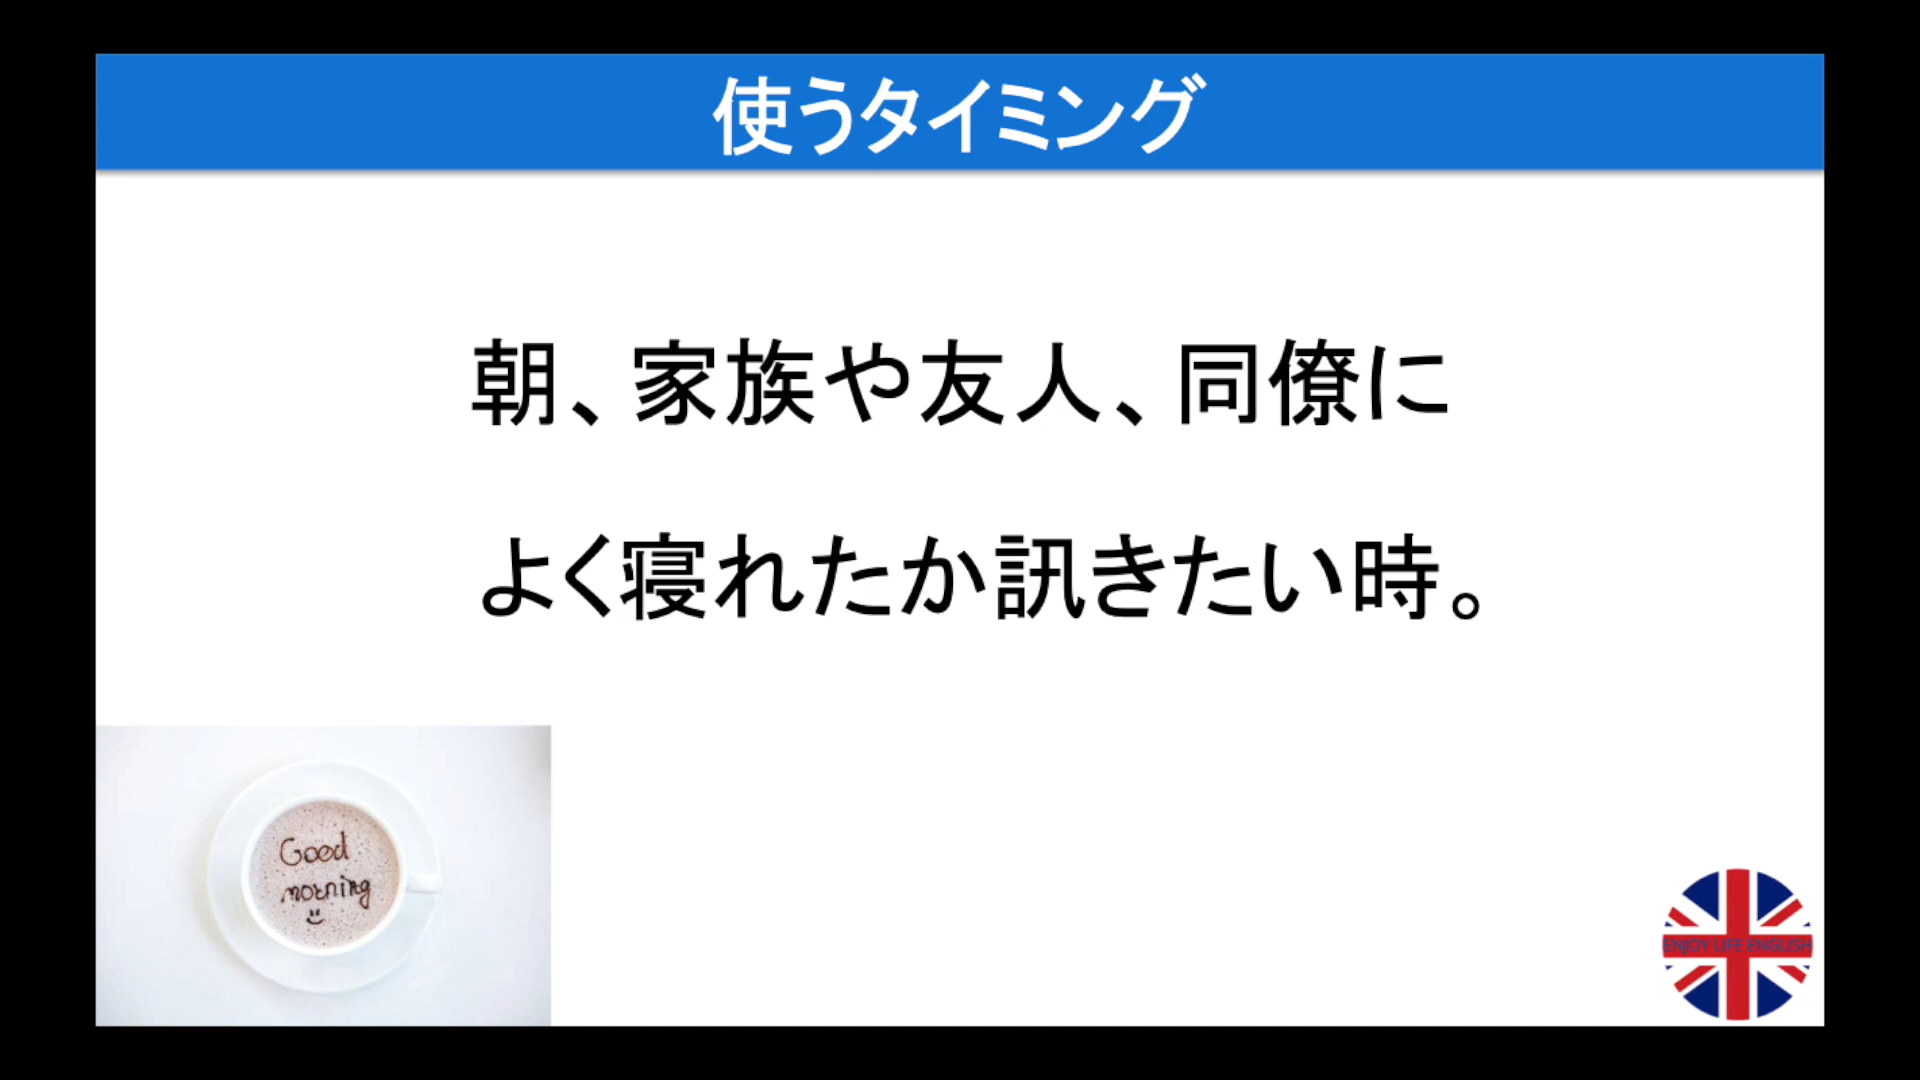 使うタイミング
朝、家族や友人、同僚に
よく寝れたか訊きたい時。
Good
morning
ENJOY LIFE ENGLISH